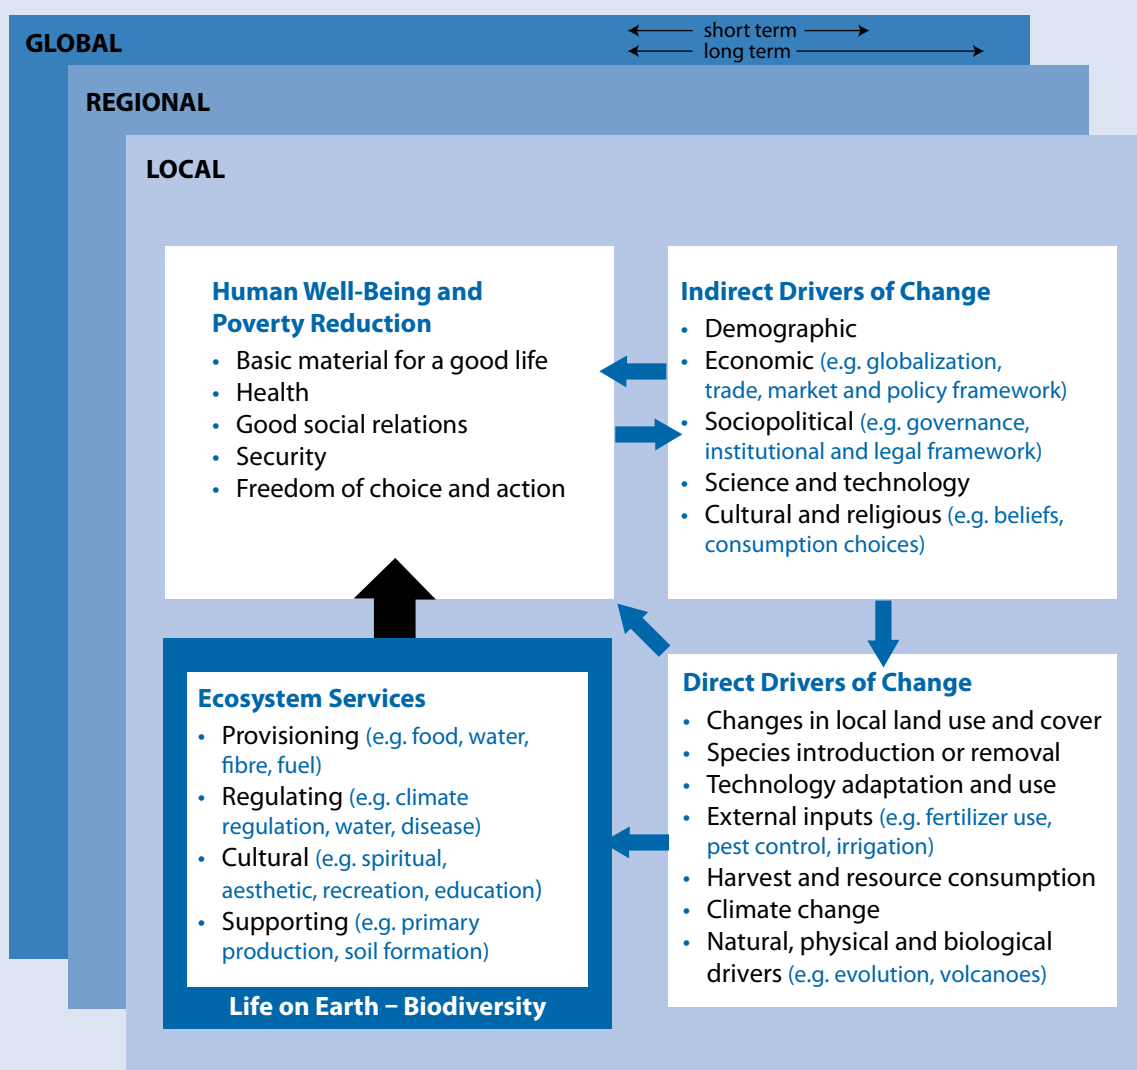 GLOBAL
short term
long term
REGIONAL
LOCAL
Human Well-Being and
Poverty Reduction
• Basic material for a good life
• Health
• Good social relations
• Security
• Freedom of choice and action
Indirect Drivers of Change
• Demographic
• Economic (e.g. globalization,
trade, market and policy framework)
• Sociopolitical (e.g. governance,
institutional and legal framework)
• Science and technology
• Cultural and religious (e.g. beliefs,
consumption choices)
Ecosystem Services
• Provisioning (e.g. food, water,
fibre, fuel)
• Regulating (e.g. climate
regulation, water, disease)
• Cultural (e.g. spiritual,
aesthetic, recreation, education)
• Supporting (e.g. primary
production, soil formation)
Life on Earth – Biodiversity
Direct Drivers of Change
• Changes in local land use and cover
• Species introduction or removal
• Technology adaptation and use
• External inputs (e.g. fertilizer use,
pest control, irrigation)
• Harvest and resource consumption
• Climate change
• Natural, physical and biological
drivers (e.g. evolution, volcanoes)